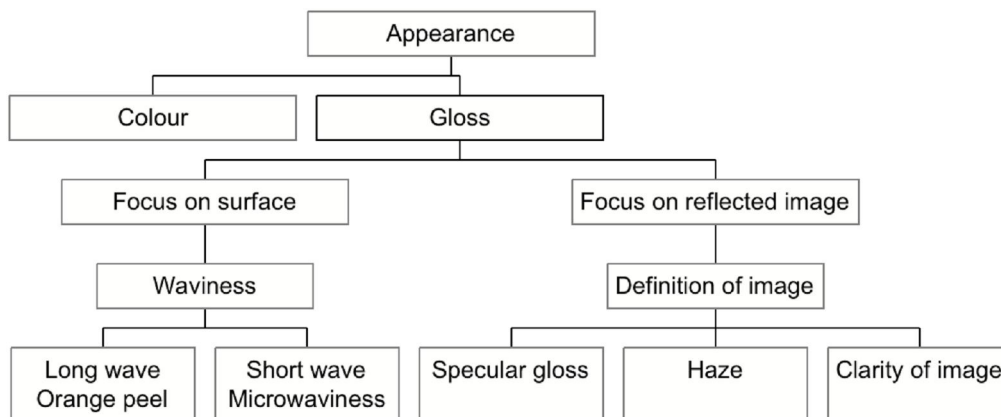 Appearance
Colour
Gloss
Focus on surface
Focus on reflected image
Waviness
Definition of image
Long wave
Orange peel
Short wave
Microwaviness
Specular gloss
Haze
Clarity of image